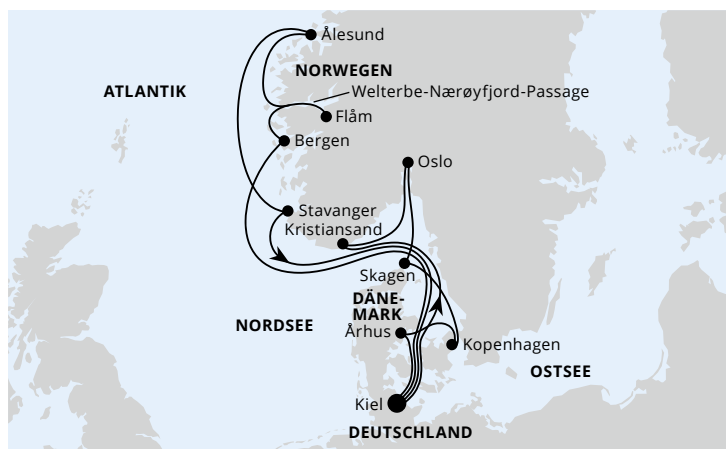 Ålesund
NORWEGEN
ATLANTIK
Welterbe-Nærøyfjord-Passage
Flåm
Bergen
Oslo
Stavanger
Kristiansand
Skagen
DÄNE-
MARK
NORDSEE
Århus
Kopenhagen
OSTSEE
Kiel
DEUTSCHLAND